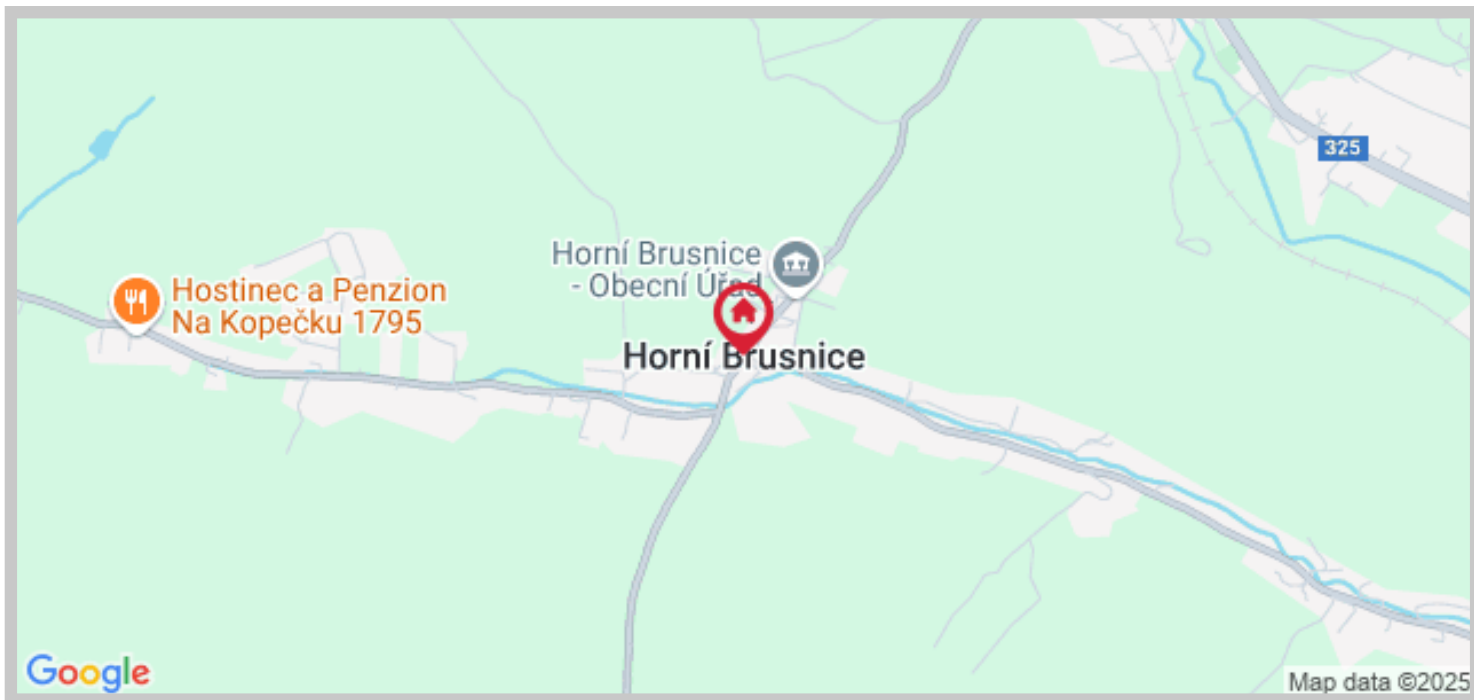 325
Horní Brusnice
- Obecní Úřad
Hostinec a Penzion
Na Kopečku 1795
Horní Brusnice
Google
Map data ©2025